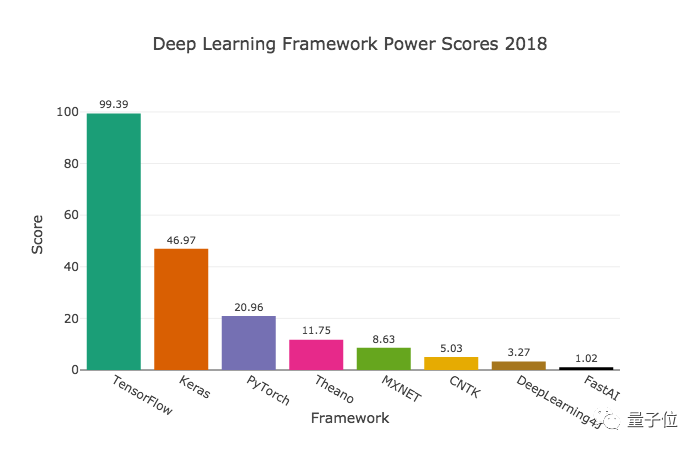 Deep Learning Framework Power Scores 2018
Score
100
80
60
40
20
0
99.39
46.97
20.96
11.75
8.63
5.03
3.27
1.02
TensorFlow
Keras
PyTorch
Theano
MXNET
CNTK
DeepLearning4J
FastAI
Framework
量子位